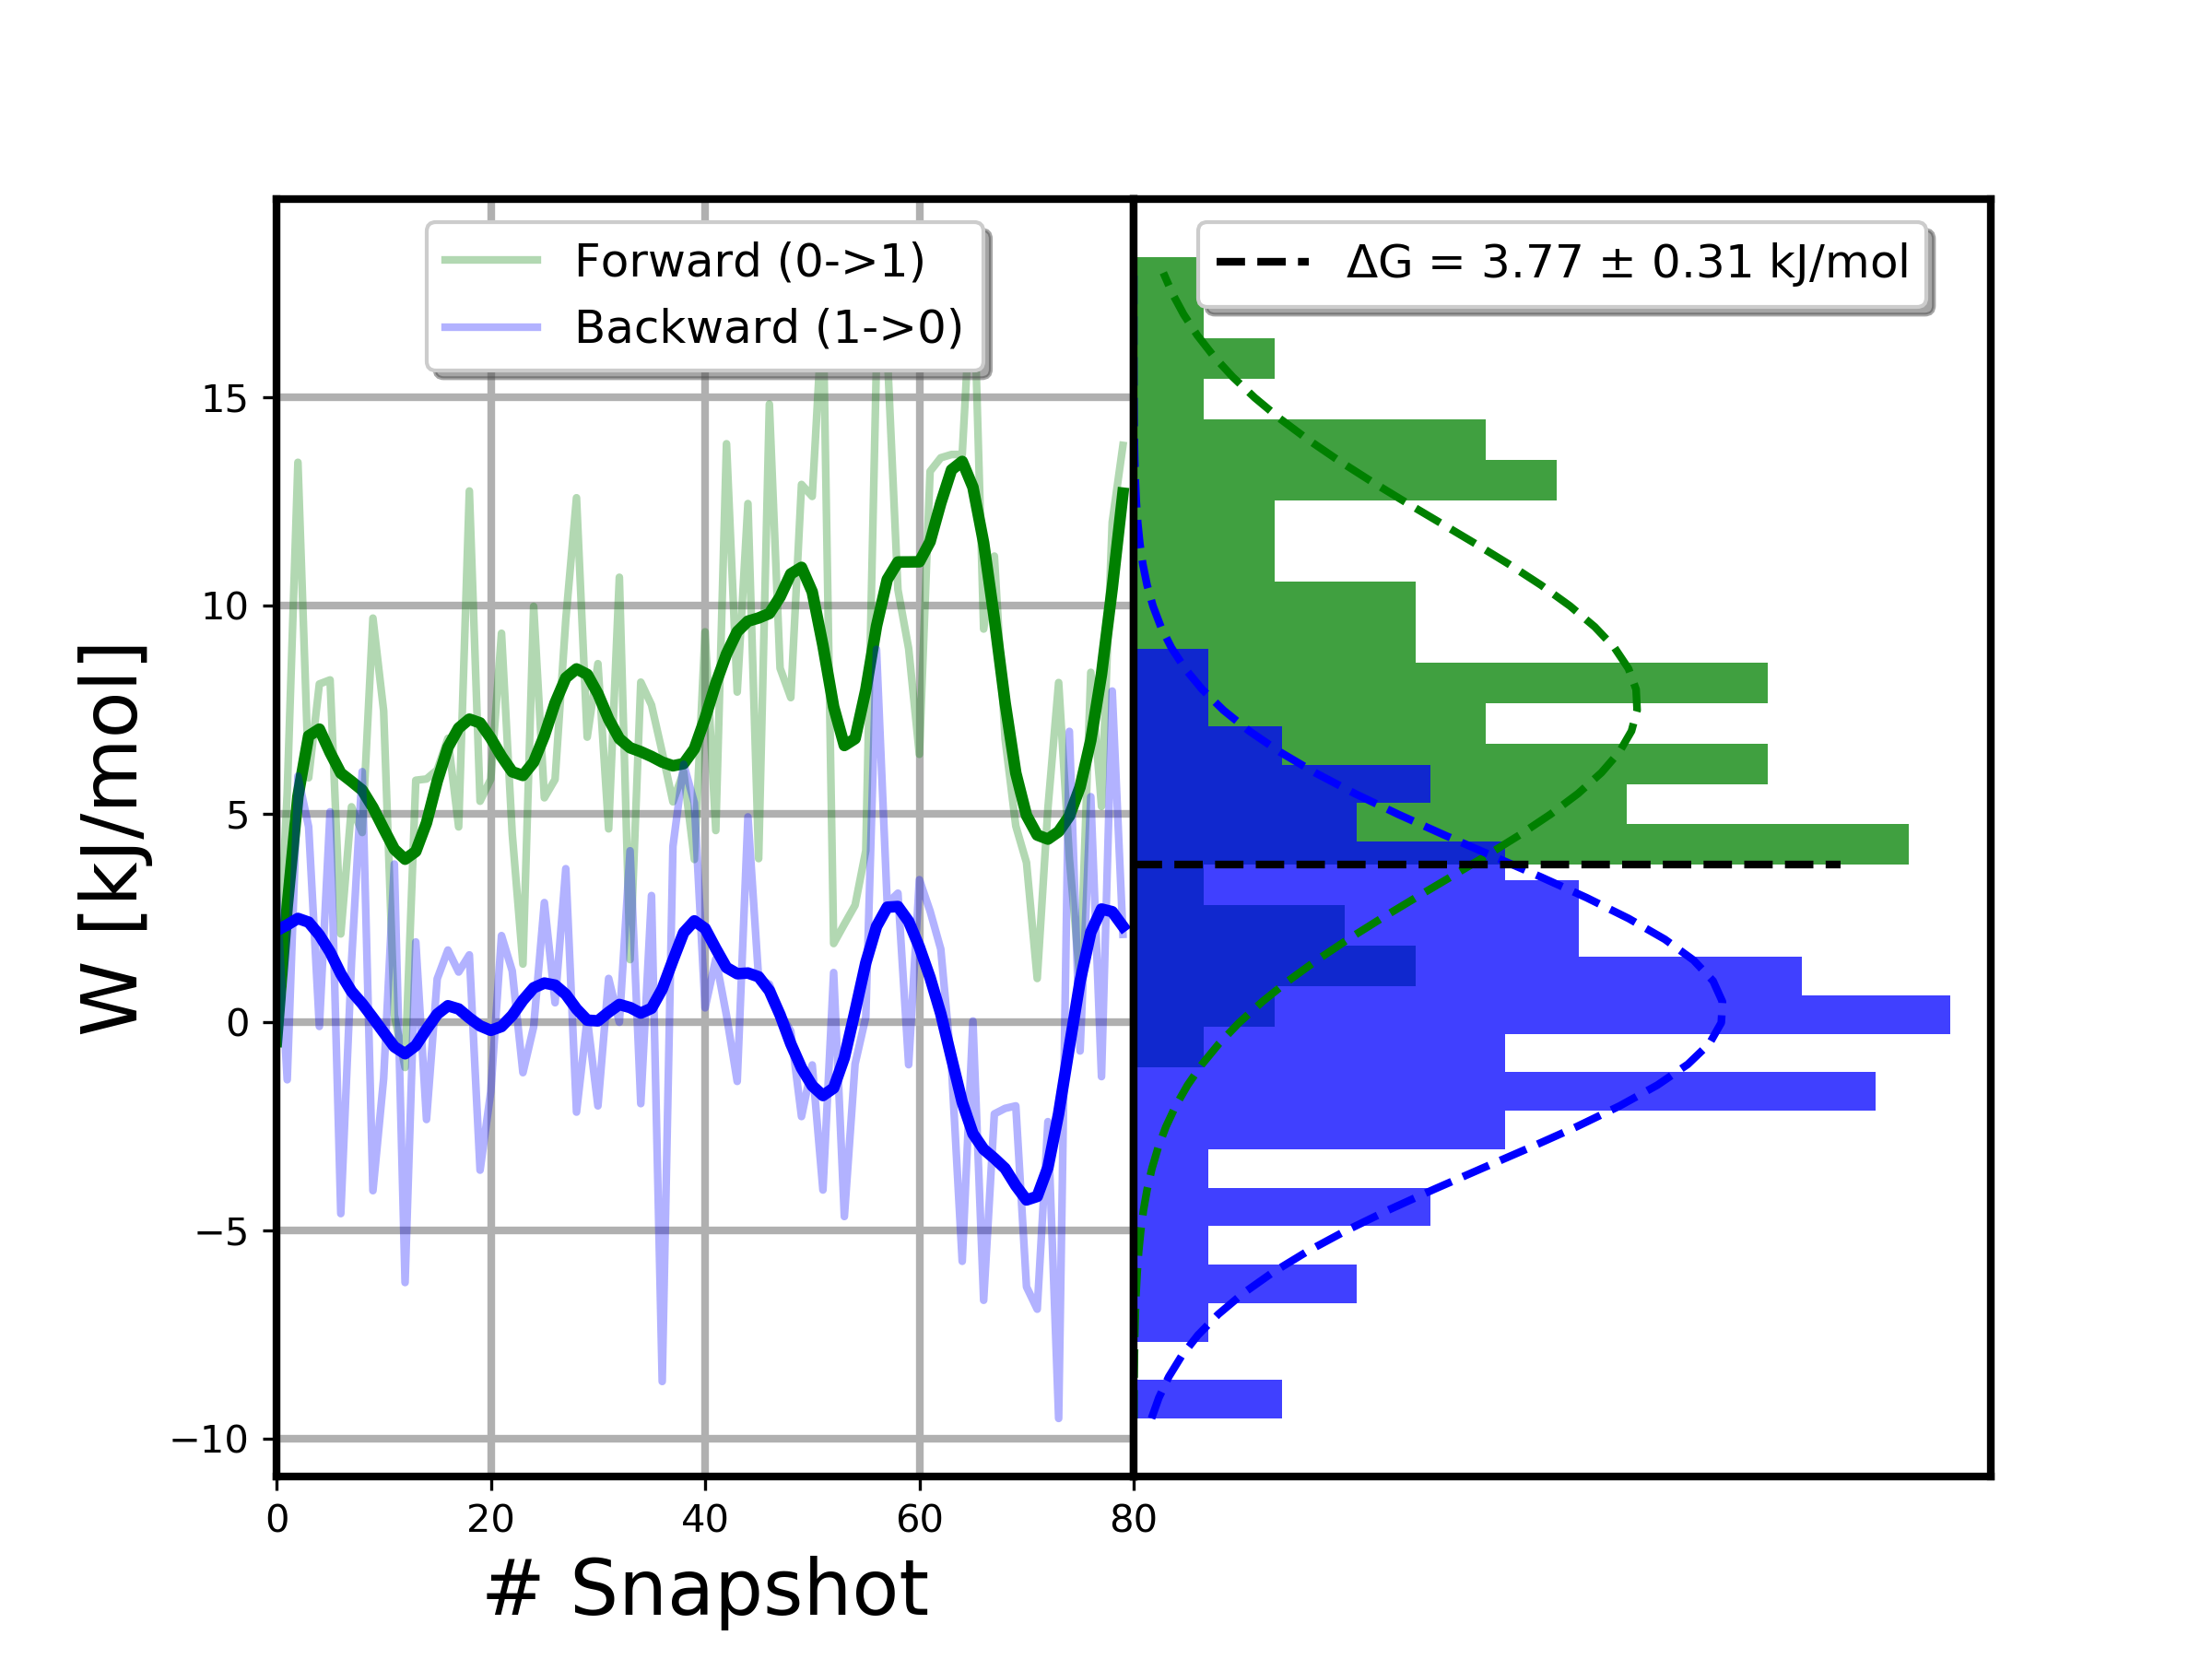 Forward (0->1)
Backward (1->0)
ΔG = 3.77 ± 0.31 kJ/mol
W [kJ/mol]
15
10
5
0
−5
−10
0 20 40 60 80
# Snapshot